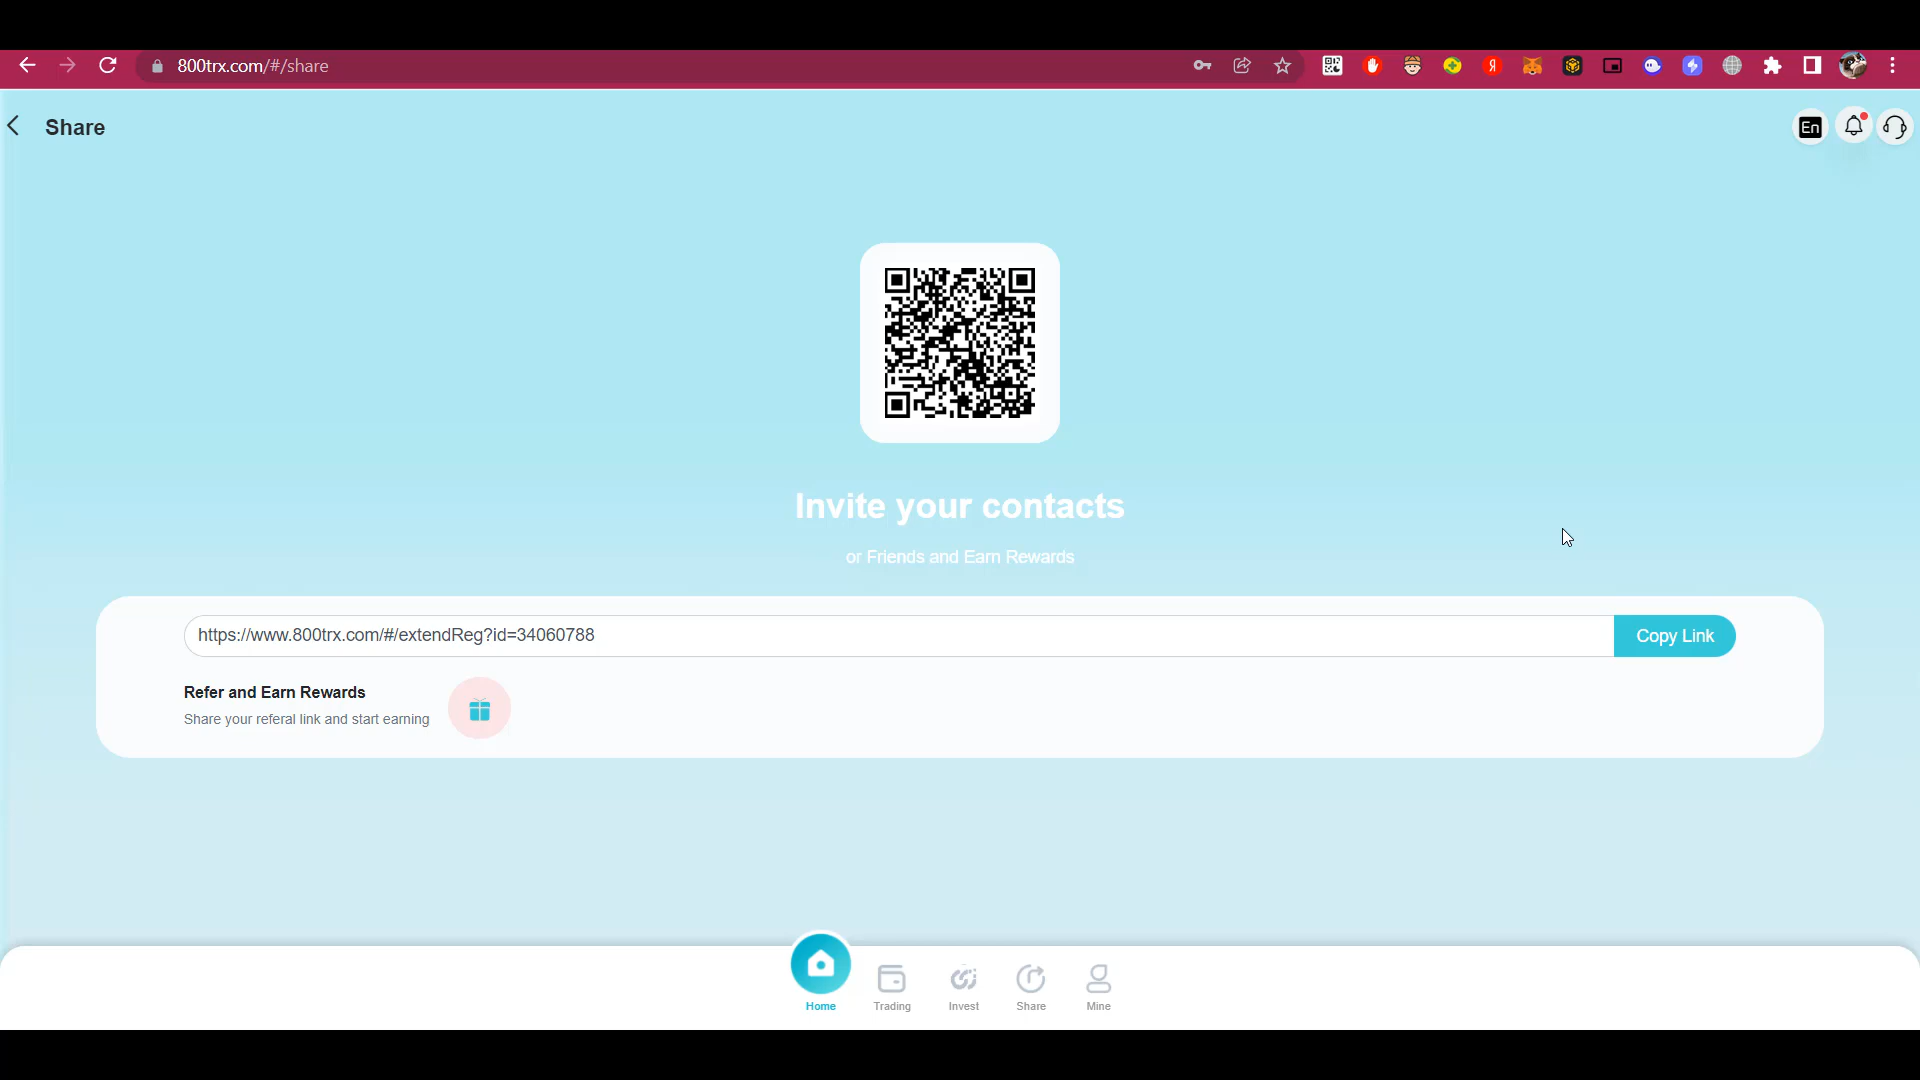 800trx.com/#/share
Share
En
Invite your contacts
or Friends and Earn Rewards
https://www.800trx.com/#/extendReg?id=34060788
Copy Link
Refer and Earn Rewards
Share your referal link and start earning
Home
Trading
Invest
Share
Mine